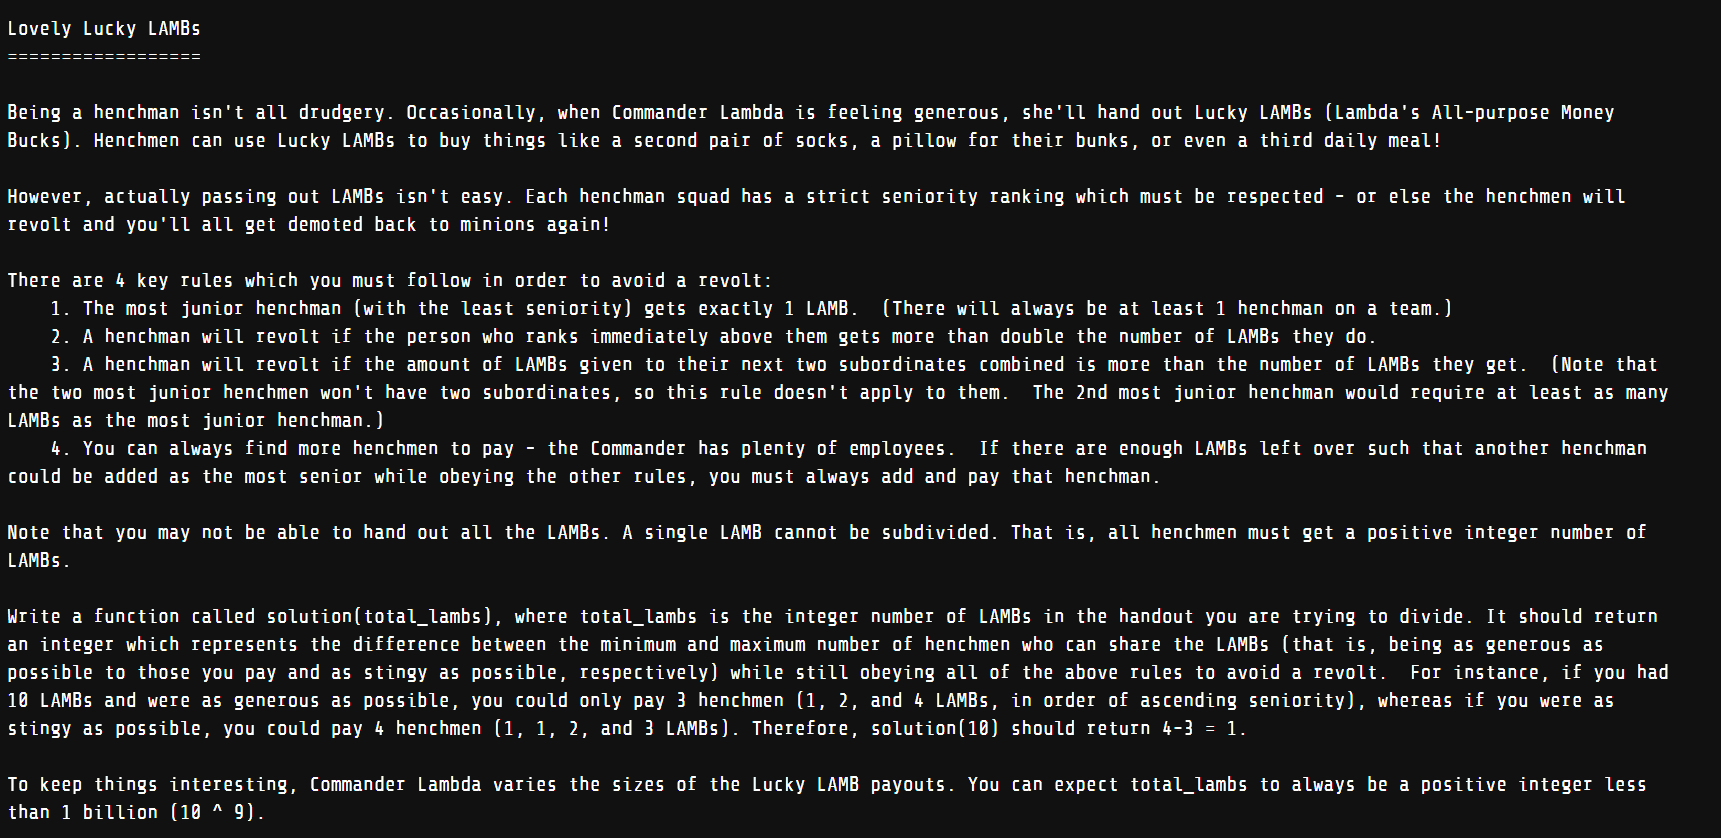 Lovely Lucky LAMBs
==================
Being a henchman isn't all drudgery. Occasionally, when Commander Lambda is feeling generous, she'll hand out Lucky LAMBs (Lambda's All-purpose Money
Bucks). Henchmen can use Lucky LAMBs to buy things like a second pair of socks, a pillow for their bunks, or even a third daily meal!
However, actually passing out LAMBs isn't easy. Each henchman squad has a strict seniority ranking which must be respected - or else the henchmen will
revolt and you'll all get demoted back to minions again!
There are 4 key rules which you must follow in order to avoid a revolt:
    1. The most junior henchman (with the least seniority) gets exactly 1 LAMB.  (There will always be at least 1 henchman on a team.)
    2. A henchman will revolt if the person who ranks immediately above them gets more than double the number of LAMBs they do.
    3. A henchman will revolt if the amount of LAMBs given to their next two subordinates combined is more than the number of LAMBs they get.  (Note that
the two most junior henchmen won't have two subordinates, so this rule doesn't apply to them.  The 2nd most junior henchman would require at least as many
LAMBs as the most junior henchman.)
    4. You can always find more henchmen to pay - the Commander has plenty of employees.  If there are enough LAMBs left over such that another henchman
could be added as the most senior while obeying the other rules, you must always add and pay that henchman.
Note that you may not be able to hand out all the LAMBs. A single LAMB cannot be subdivided. That is, all henchmen must get a positive integer number of
LAMBs.
Write a function called solution(total_lambs), where total_lambs is the integer number of LAMBs in the handout you are trying to divide. It should return
an integer which represents the difference between the minimum and maximum number of henchmen who can share the LAMBs (that is, being as generous as
possible to those you pay and as stingy as possible, respectively) while still obeying all of the above rules to avoid a revolt.  For instance, if you had
10 LAMBs and were as generous as possible, you could only pay 3 henchmen (1, 2, and 4 LAMBs, in order of ascending seniority), whereas if you were as
stingy as possible, you could pay 4 henchmen (1, 1, 2, and 3 LAMBs). Therefore, solution(10) should return 4-3 = 1.
To keep things interesting, Commander Lambda varies the sizes of the Lucky LAMB payouts. You can expect total_lambs to always be a positive integer less
than 1 billion (10 ^ 9).